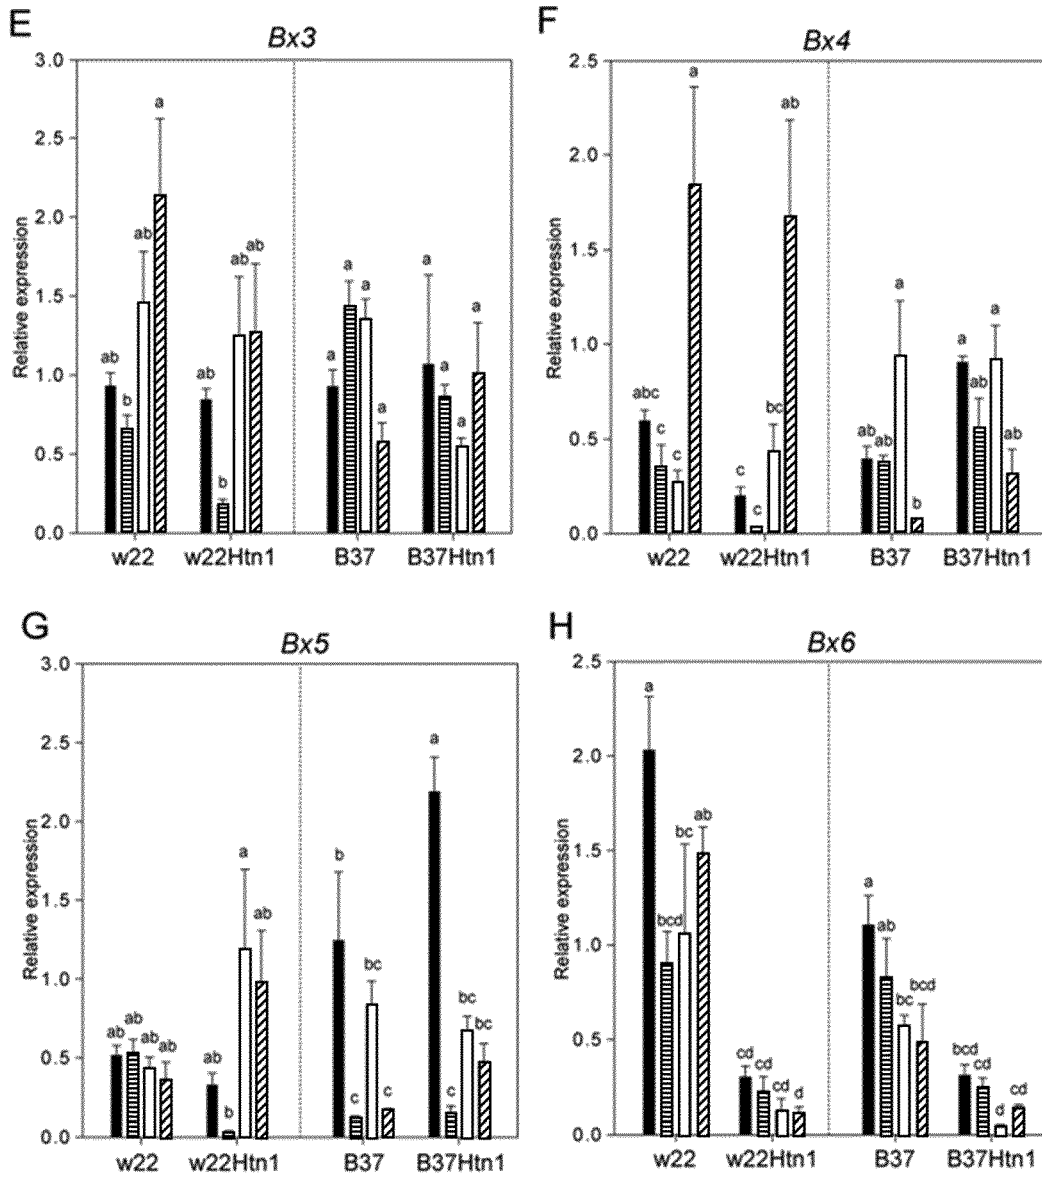 E
Bx3
3.0
2.5
2.0
1.5
1.0
0.5
0.0
Relative expression
ab b ab a
ab b ab ab
a a a a
a a a a
w22 w22Htn1 B37 B37Htn1
F
Bx4
2.5
2.0
1.5
1.0
0.5
0.0
Relative expression
abc c c a
c c bc ab
ab ab a b
a ab a ab
w22 w22Htn1 B37 B37Htn1
G
Bx5
3.0
2.5
2.0
1.5
1.0
0.5
0.0
Relative expression
ab ab ab ab
ab b a ab
b c bc c
a c bc bc
w22 w22Htn1 B37 B37Htn1
H
Bx6
2.5
2.0
1.5
1.0
0.5
0.0
Relative expression
a bcd bc ab
cd cd cd d
a ab bc bcd
bcd cd d cd
w22 w22Htn1 B37 B37Htn1